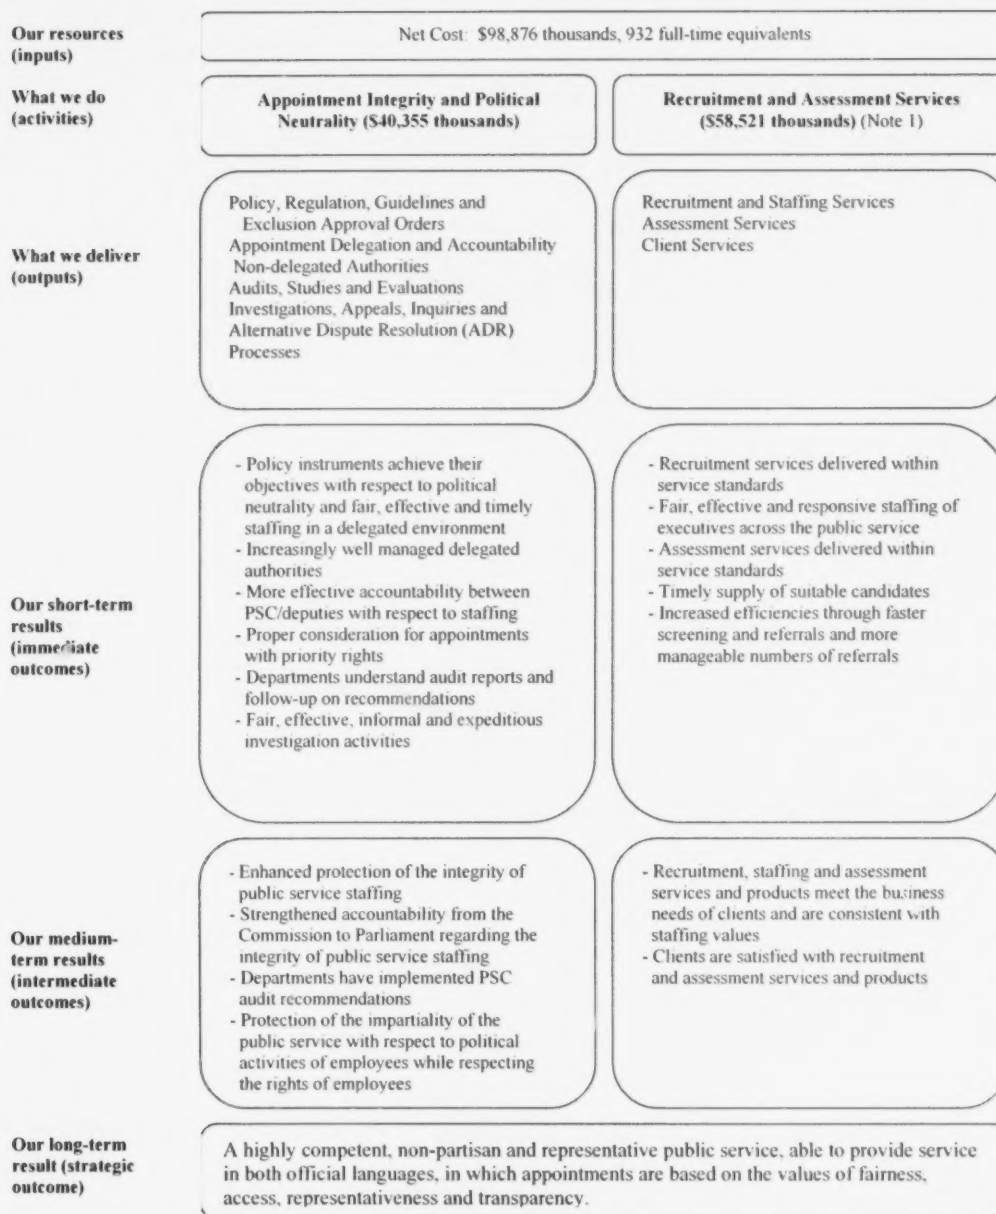 Our resources
(inputs)
Net Cost: $98,876 thousands, 932 full-time equivalents
What we do
(activities)
Appointment Integrity and Political
Neutrality ($40,355 thousands)
Recruitment and Assessment Services
($58,521 thousands) (Note 1)
What we deliver
(outputs)
Policy, Regulation, Guidelines and
Exclusion Approval Orders
Appointment Delegation and Accountability
Non-delegated Authorities
Audits, Studies and Evaluations
Investigations, Appeals, Inquiries and
Alternative Dispute Resolution (ADR)
Processes
Recruitment and Staffing Services
Assessment Services
Client Services
Our short-term
results
(immediate
outcomes)
- Policy instruments achieve their
objectives with respect to political
neutrality and fair, effective and timely
staffing in a delegated environment
- Increasingly well managed delegated
authorities
- More effective accountability between
PSC/deputies with respect to staffing
- Proper consideration for appointments
with priority rights
- Departments understand audit reports and
follow-up on recommendations
- Fair, effective, informal and expeditious
investigation activities
- Recruitment services delivered within
service standards
- Fair, effective and responsive staffing of
executives across the public service
- Assessment services delivered within
service standards
- Timely supply of suitable candidates
- Increased efficiencies through faster
screening and referrals and more
manageable numbers of referrals
Our medium-
term results
(intermediate
outcomes)
- Enhanced protection of the integrity of
public service staffing
- Strengthened accountability from the
Commission to Parliament regarding the
integrity of public service staffing
- Departments have implemented PSC
audit recommendations
- Protection of the impartiality of the
public service with respect to political
activities of employees while respecting
the rights of employees
- Recruitment, staffing and assessment
services and products meet the business
needs of clients and are consistent with
staffing values
- Clients are satisfied with recruitment
and assessment services and products
Our long-term
result (strategic
outcome)
A highly competent, non-partisan and representative public service, able to provide service
in both official languages, in which appointments are based on the values of fairness,
access, representativeness and transparency.